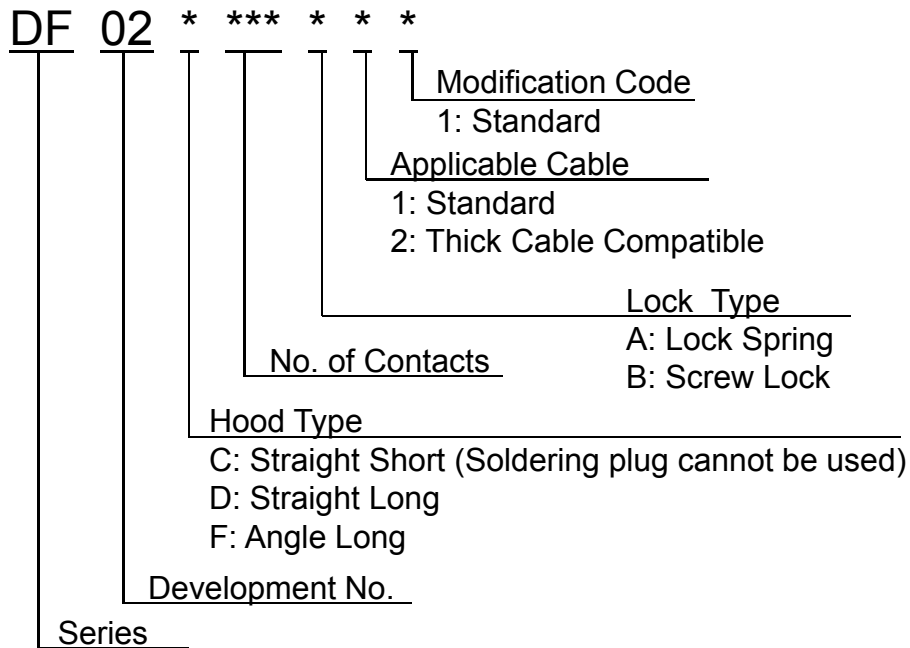 DF 02 * *** * * *
Modification Code
1: Standard
Applicable Cable
1: Standard
2: Thick Cable Compatible
Lock Type
A: Lock Spring
B: Screw Lock
No. of Contacts
Hood Type
C: Straight Short (Soldering plug cannot be used)
D: Straight Long
F: Angle Long
Development No.
Series